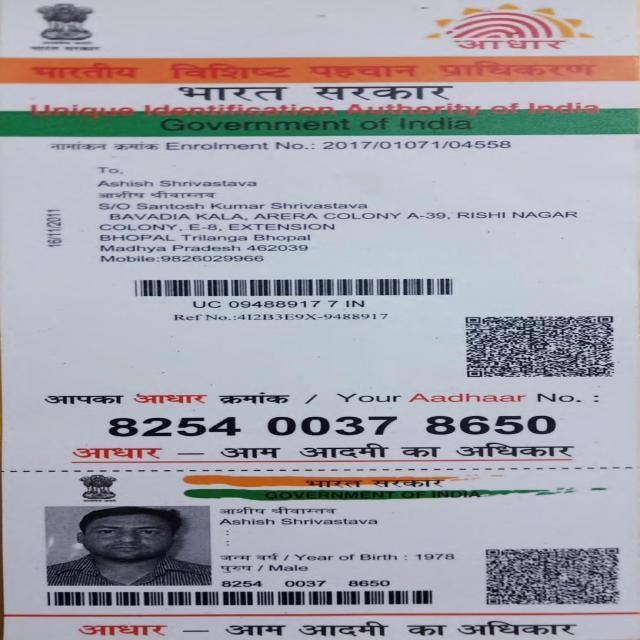 भारत सरकार
आधार
भारतीय विशिष्ट पहचान प्राधिकरण
भारत सरकार
Unique Identification Authority of India
Government of India
नामांकन क्रमांक Enrolment No.: 2017/01071/04558
To,
Ashish Shrivastava
आशीष श्रीवास्तव
S/O Santosh Kumar Shrivastava
BAVADIA KALA, ARERA COLONY A-39, RISHI NAGAR
COLONY, E-8, EXTENSION
BHOPAL Trilanga Bhopal
Madhya Pradesh 462039
Mobile:9826029966
16/11/2011
UC 09488917 7 IN
Ref No.:4I2B3E9X-9488917
आपका आधार क्रमांक / Your Aadhaar No. :
8254 0037 8650
आधार – आम आदमी का अधिकार
भारत सरकार
GOVERNMENT OF INDIA
आशीष श्रीवास्तव
Ashish Shrivastava
:
:
जन्म वर्ष / Year of Birth : 1978
पुरुष / Male
8254 0037 8650
आधार – आम आदमी का अधिकार